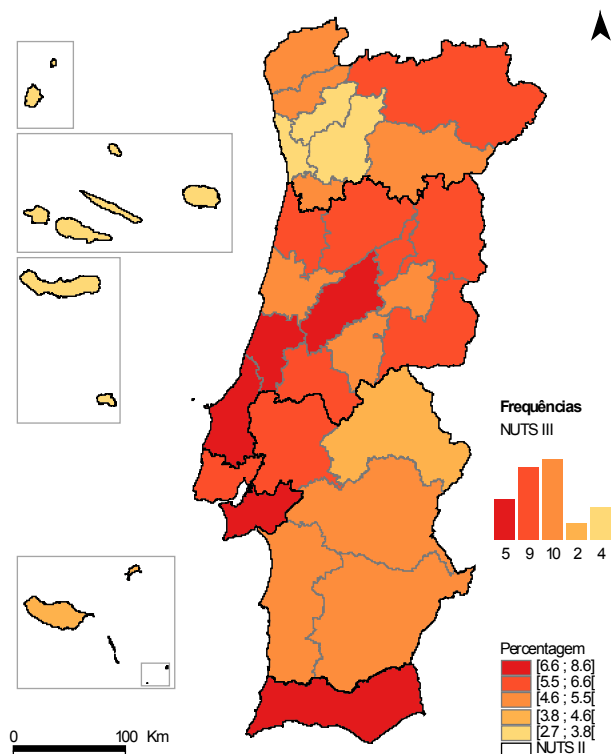 Frequências
NUTS III
5 9 10 2 4
Percentagem
[6.6 ; 8.6]
[5.5 ; 6.6[
[4.6 ; 5.5[
[3.8 ; 4.6[
[2.7 ; 3.8[
NUTS II
0 100 Km